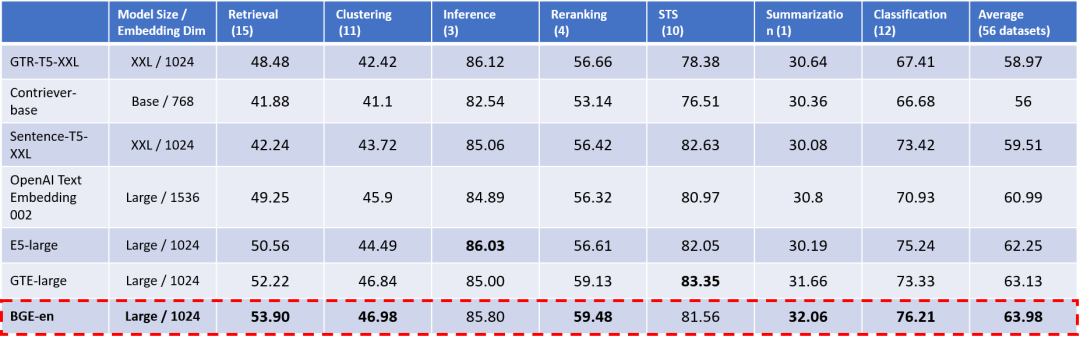 Model Size / Retrieval Clustering Inference Reranking STS Summarizatio Classification Average
Embedding Dim (15) (11) (3) (4) (10) n (1) (12) (56 datasets)
GTR-T5-XXL XXL / 1024 48.48 42.42 86.12 56.66 78.38 30.64 67.41 58.97
Contriever-
base Base / 768 41.88 41.1 82.54 53.14 76.51 30.36 66.68 56
Sentence-T5-
XXL XXL / 1024 42.24 43.72 85.06 56.42 82.63 30.08 73.42 59.51
OpenAI Text
Embedding Large / 1536 49.25 45.9 84.89 56.32 80.97 30.8 70.93 60.99
002
E5-large Large / 1024 50.56 44.49 86.03 56.61 82.05 30.19 75.24 62.25
GTE-large Large / 1024 52.22 46.84 85.00 59.13 83.35 31.66 73.33 63.13
BGE-en Large / 1024 53.90 46.98 85.80 59.48 81.56 32.06 76.21 63.98